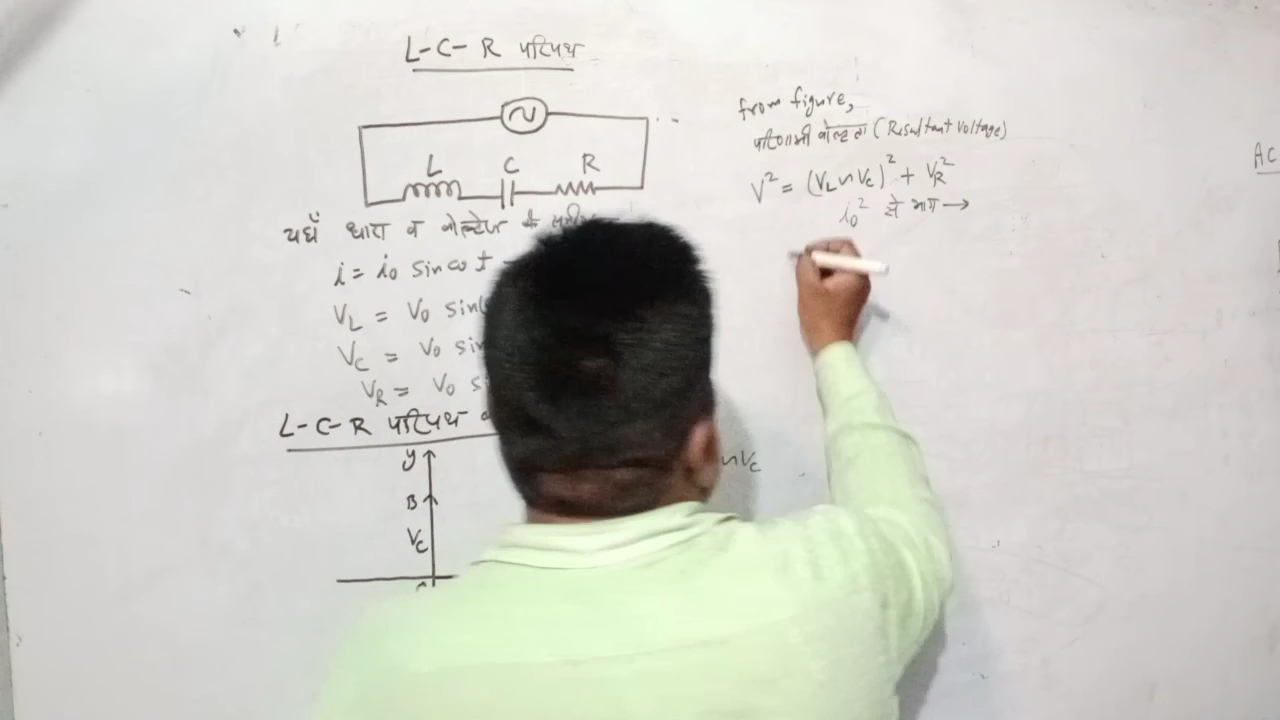 L-C-R परिपथ
L C R
यहाँ धारा व वोल्टेज के
i = i₀ sin ω t
V_L = V₀ sin
V_C = V₀ sin
V_R = V₀ s
L-C-R परिपथ
y
B
V_C
from figure,
परिणामी वोल्टता (Resultant voltage)
V² = (V_L ∿ V_C)² + V_R²
i₀² से भाग →
∿ V_C
AC